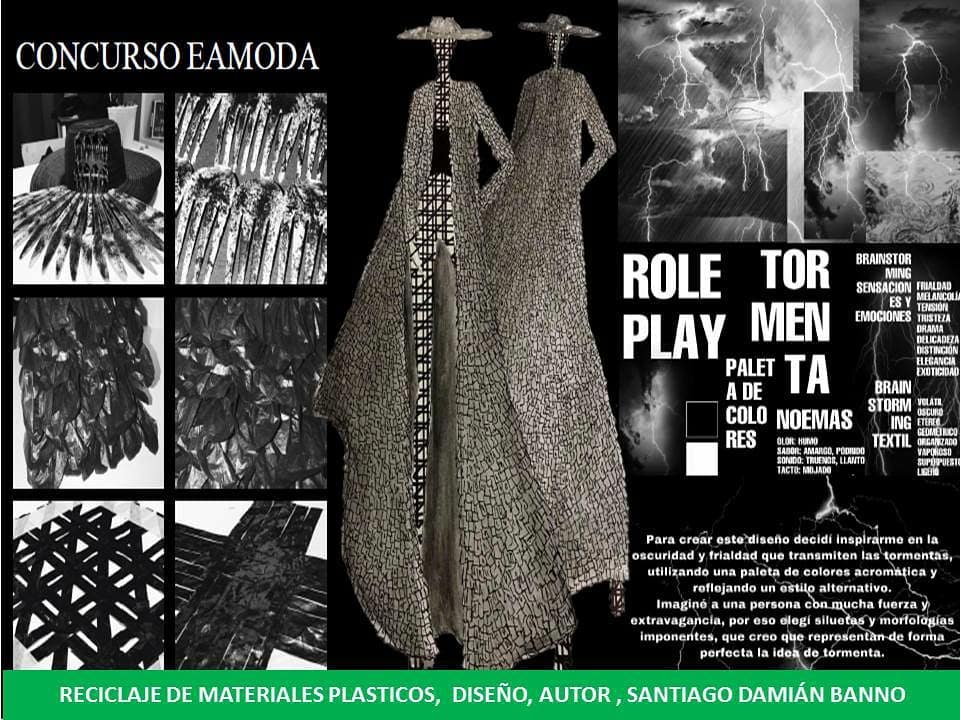 CONCURSO EAMODA
ROLE
PLAY
TOR
MEN
TA
PALET
A DE
COLO
RES
NOEMAS
OLOR: HUMO
SABOR: AMARGO, PODRIDO
SONIDO: TRUENOS, LLANTO
TACTO: MOJADO
BRAINSTOR
MING
SENSACION
ES Y
EMOCIONES
FRIALDAD
MELANCOLÍA
TENSIÓN
TRISTEZA
DRAMA
DELICADEZA
DISTINCIÓN
ELEGANCIA
EXOTICIDAD
BRAIN
STORM
ING
TEXTIL
VOLÁTIL
OSCURO
ETÉREO
GEOMÉTRICO
ORGANIZADO
VAPOROSO
SUPERPUESTO
LIGERO
Para crear este diseño decidí inspirarme en la
oscuridad y frialdad que transmiten las tormentas,
utilizando una paleta de colores acromática y
reflejando un estilo alternativo.
Imaginé a una persona con mucha fuerza y
extravagancia, por eso elegí siluetas y morfologías
imponentes, que creo que representan de forma
perfecta la idea de tormenta.
RECICLAJE DE MATERIALES PLASTICOS, DISEÑO, AUTOR , SANTIAGO DAMIÁN BANNO